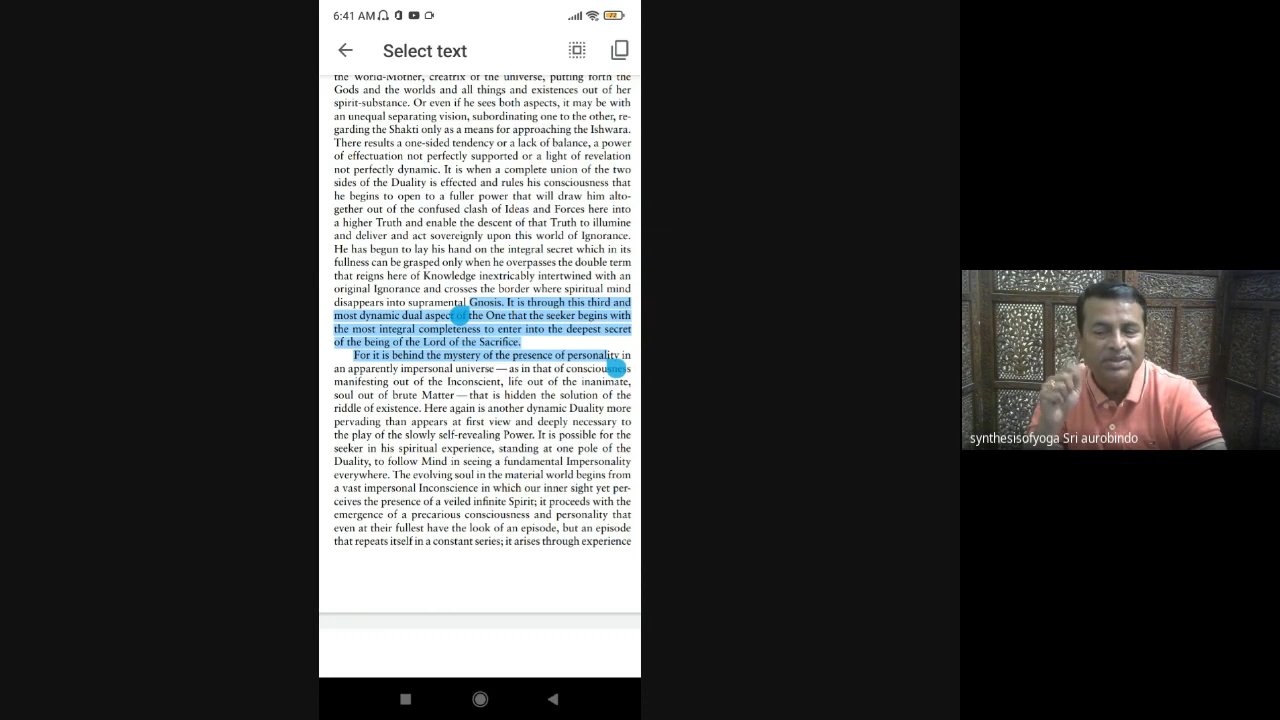 6:41 AM
77
Select text
the World-Mother, creatrix of the universe, putting forth the
Gods and the worlds and all things and existences out of her
spirit-substance. Or even if he sees both aspects, it may be with
an unequal separating vision, subordinating one to the other, re-
garding the Shakti only as a means for approaching the Ishwara.
There results a one-sided tendency or a lack of balance, a power
of effectuation not perfectly supported or a light of revelation
not perfectly dynamic. It is when a complete union of the two
sides of the Duality is effected and rules his consciousness that
he begins to open to a fuller power that will draw him alto-
gether out of the confused clash of Ideas and Forces here into
a higher Truth and enable the descent of that Truth to illumine
and deliver and act sovereignly upon this world of Ignorance.
He has begun to lay his hand on the integral secret which in its
fullness can be grasped only when he overpasses the double term
that reigns here of Knowledge inextricably intertwined with an
original Ignorance and crosses the border where spiritual mind
disappears into supramental Gnosis. It is through this third and
most dynamic dual aspect of the One that the seeker begins with
the most integral completeness to enter into the deepest secret
of the being of the Lord of the Sacrifice.
For it is behind the mystery of the presence of personality in
an apparently impersonal universe — as in that of consciousness
manifesting out of the Inconscient, life out of the inanimate,
soul out of brute Matter — that is hidden the solution of the
riddle of existence. Here again is another dynamic Duality more
pervading than appears at first view and deeply necessary to
the play of the slowly self-revealing Power. It is possible for the
seeker in his spiritual experience, standing at one pole of the
Duality, to follow Mind in seeing a fundamental Impersonality
everywhere. The evolving soul in the material world begins from
a vast impersonal Inconscience in which our inner sight yet per-
ceives the presence of a veiled infinite Spirit; it proceeds with the
emergence of a precarious consciousness and personality that
even at their fullest have the look of an episode, but an episode
that repeats itself in a constant series; it arises through experience
synthesisofyoga Sri aurobindo